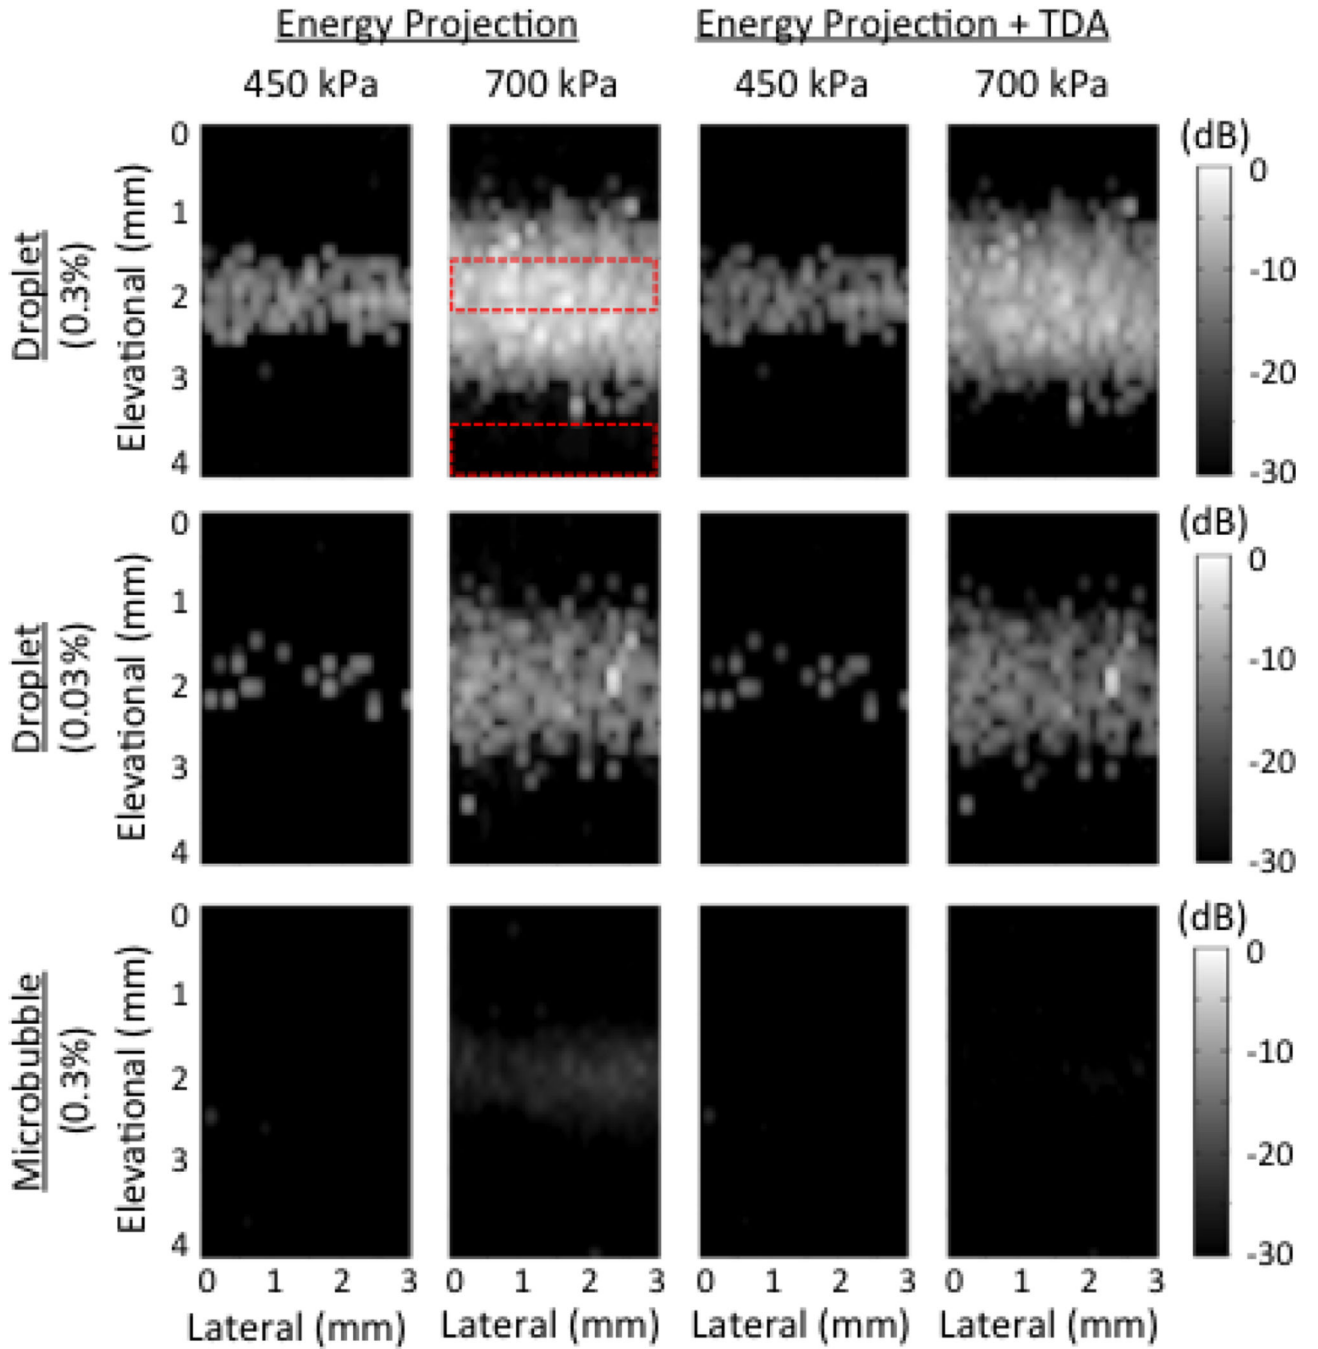 Energy Projection
Energy Projection + TDA
450 kPa
700 kPa
450 kPa
700 kPa
Droplet
(0.3%)
Elevational (mm)
0
1
2
3
4
(dB)
0
-10
-20
-30
Droplet
(0.03%)
Elevational (mm)
0
1
2
3
4
(dB)
0
-10
-20
-30
Microbubble
(0.3%)
Elevational (mm)
0
1
2
3
4
(dB)
0
-10
-20
-30
0 1 2 3
0 1 2 3
0 1 2 3
0 1 2 3
Lateral (mm)
Lateral (mm)
Lateral (mm)
Lateral (mm)